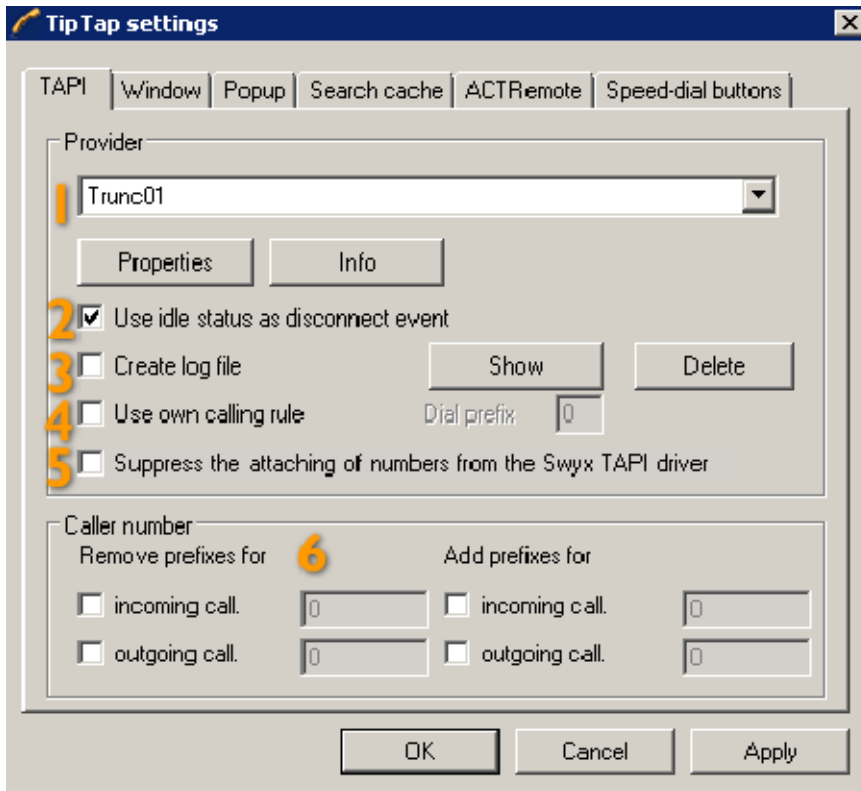 TipTap settings
TAPI Window Popup Search cache ACTRemote Speed-dial buttons
Provider
1 Trunc01
Properties Info
2 Use idle status as disconnect event
3 Create log file Show Delete
4 Use own calling rule Dial prefix 0
5 Suppress the attaching of numbers from the Swyx TAPI driver
Caller number
Remove prefixes for 6 Add prefixes for
incoming call. 0 incoming call. 0
outgoing call. 0 outgoing call. 0
OK Cancel Apply